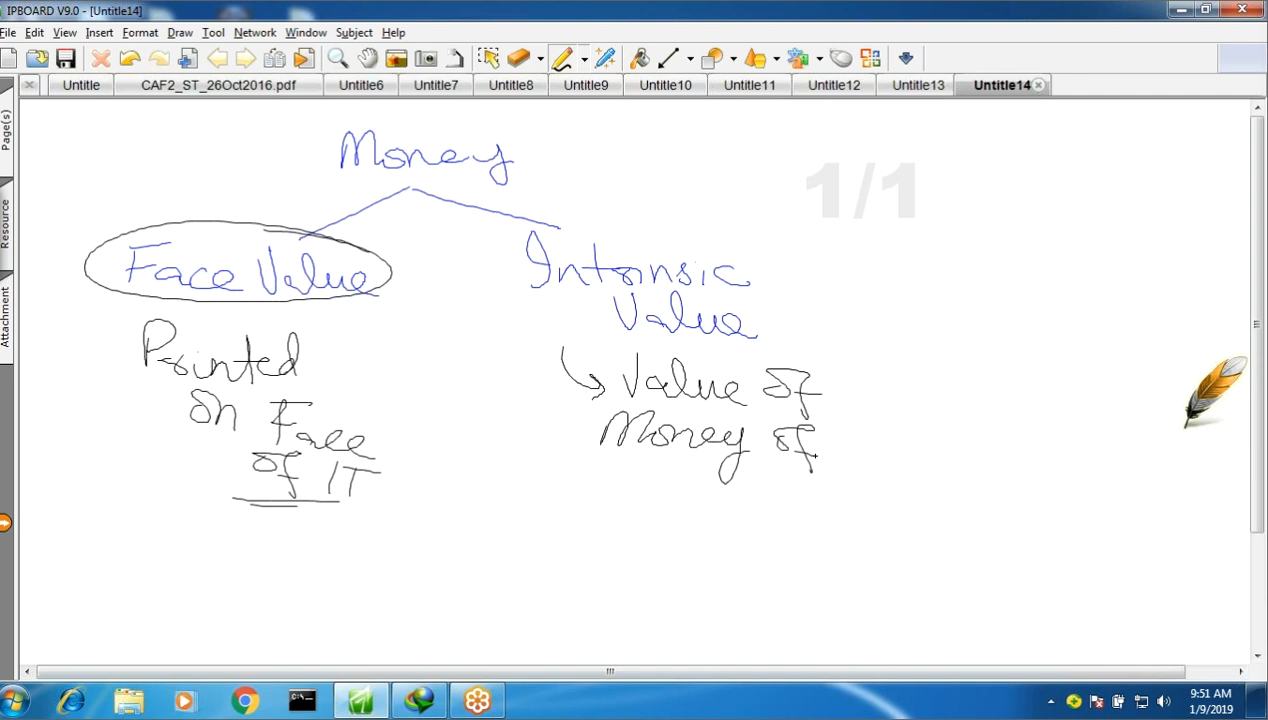 IPBOARD V9.0 - [Untitle14]
File Edit View Insert Format Draw Tool Network Window Subject Help
Untitle CAF2_ST_26Oct2016.pdf Untitle6 Untitle7 Untitle8 Untitle9 Untitle10 Untitle11 Untitle12 Untitle13 Untitle14
Page(s)
Resource
Attachment
1/1
Money
Face Value
Intrinsic
Value
Printed
on Face
of IT
Value of
Money of
9:51 AM
1/9/2019